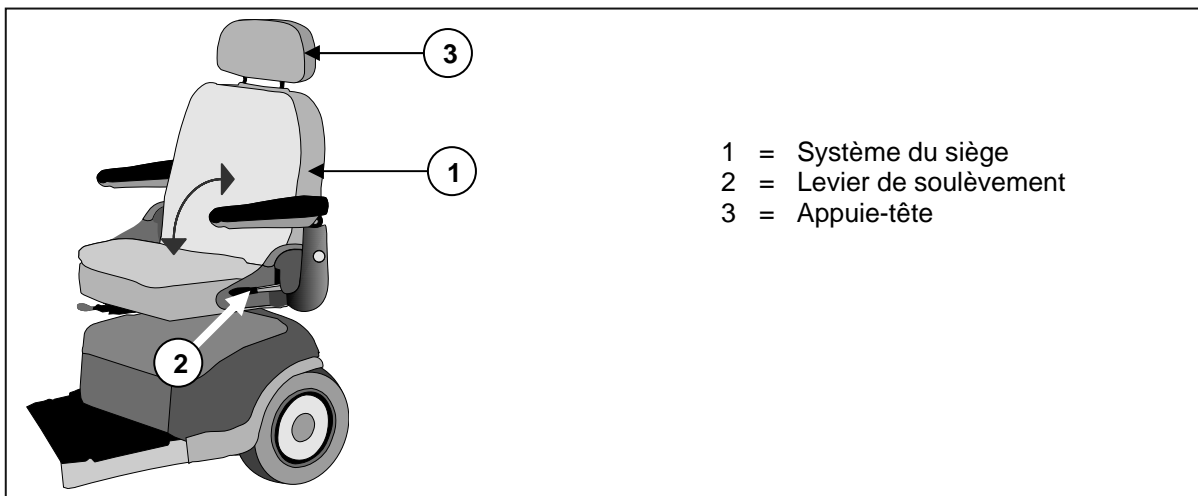 3
1
2
1 = Système du siège
2 = Levier de soulèvement
3 = Appuie-tête